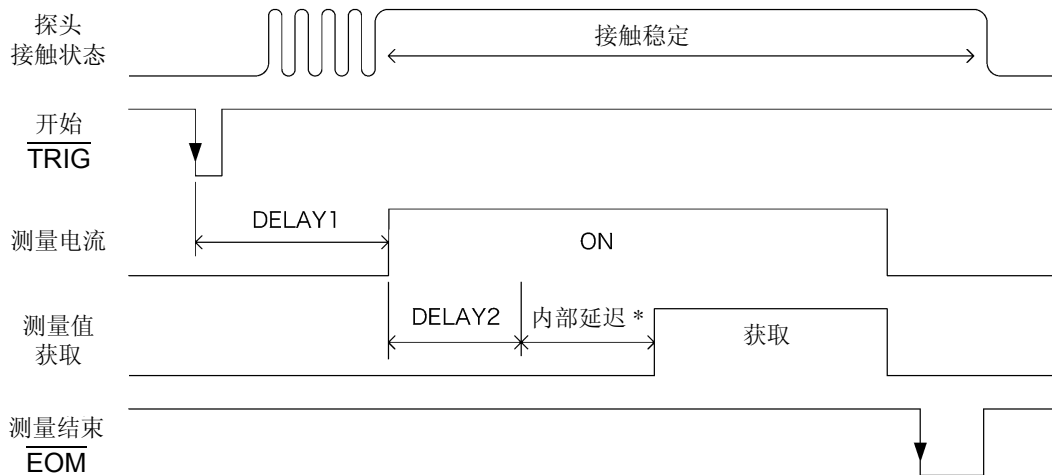 探头
接触状态
接触稳定
开始
TRIG
DELAY1
测量电流
ON
DELAY2
内部延迟 *
测量值
获取
获取
测量结束
EOM